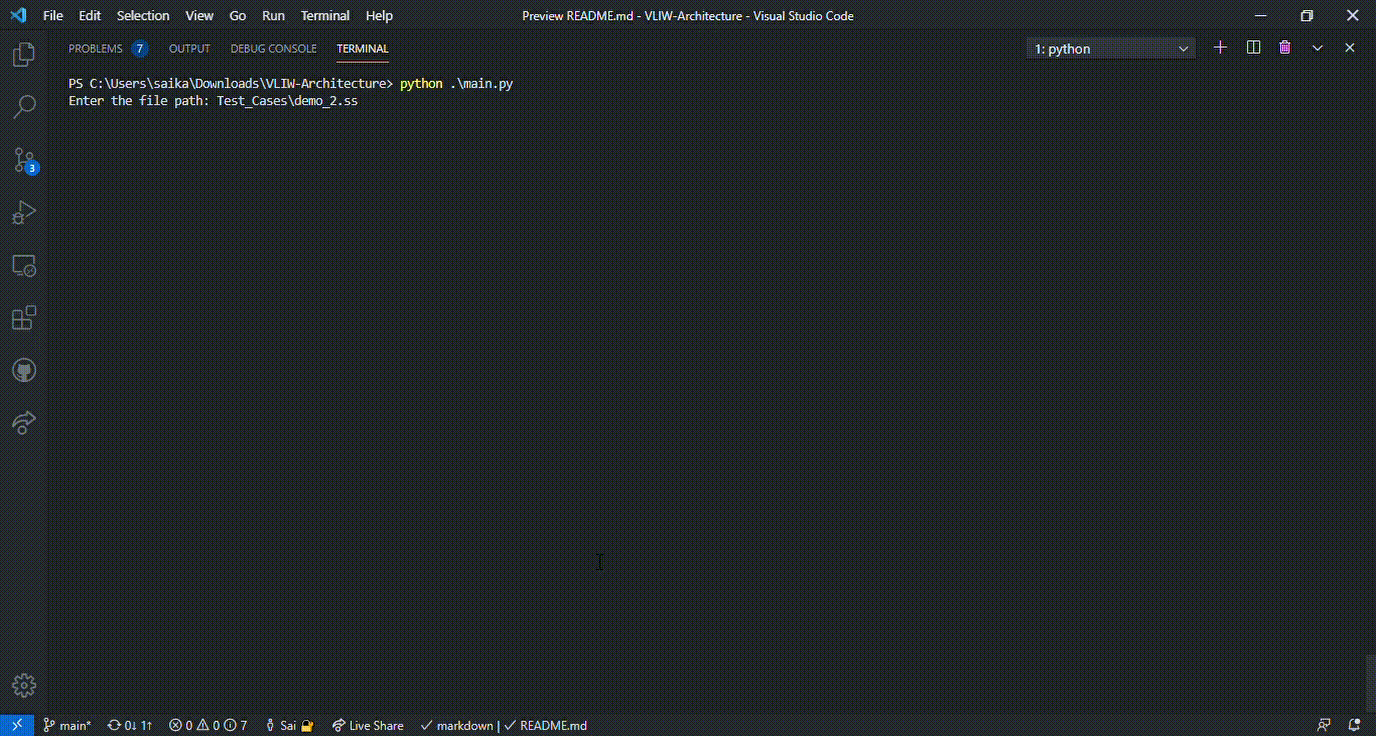 File Edit Selection View Go Run Terminal Help Preview README.md - VLIW-Architecture - Visual Studio Code
PROBLEMS 7 OUTPUT DEBUG CONSOLE TERMINAL 1: python
PS C:\Users\saika\Downloads\VLIW-Architecture> python .\main.py
Enter the file path: Test_Cases\demo_2.ss
3
main* 0↓ 1↑ 0 0 7 Sai Live Share markdown | README.md